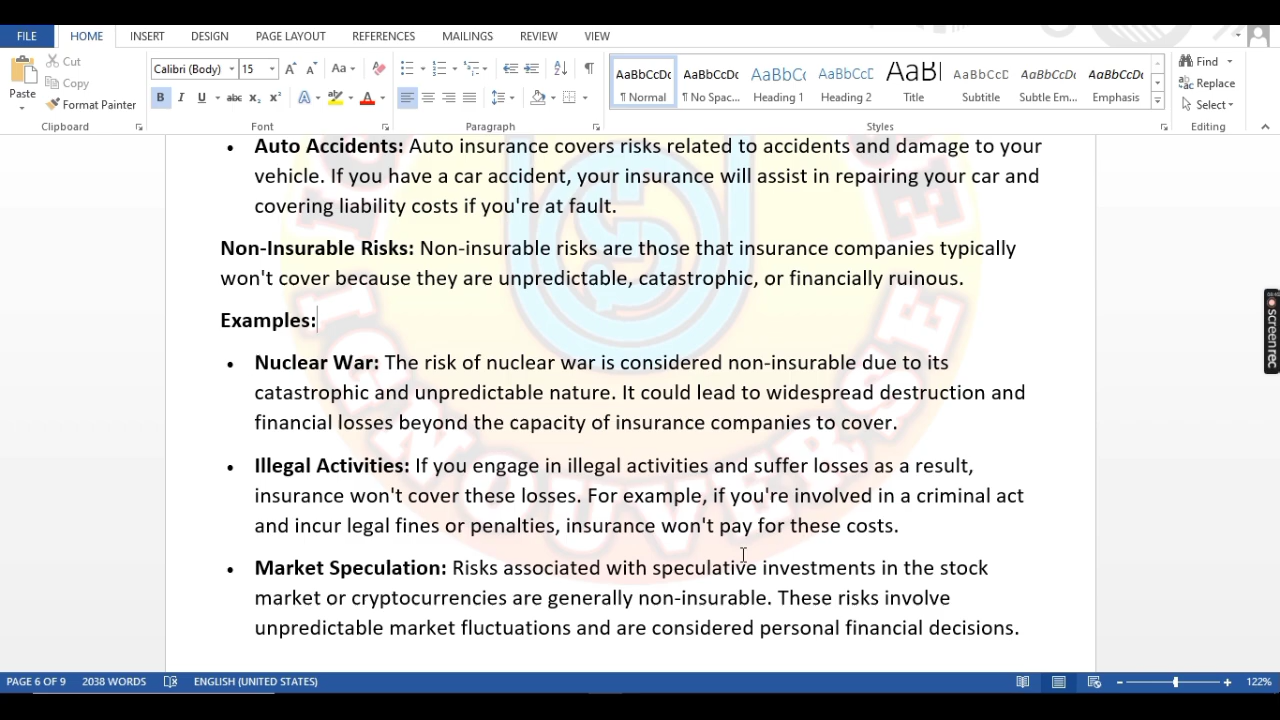 FILE HOME INSERT DESIGN PAGE LAYOUT REFERENCES MAILINGS REVIEW VIEW
Cut
Copy
Format Painter
Paste
Clipboard
Calibri (Body) 15
Font
Paragraph
AaBbCcDc AaBbCcDc AaBbCc AaBbCcC AaBl AaBbCcC AaBbCcDc AaBbCcDc
¶ Normal ¶ No Spac... Heading 1 Heading 2 Title Subtitle Subtle Em... Emphasis
Styles
Find
Replace
Select
Editing
• Auto Accidents: Auto insurance covers risks related to accidents and damage to your
vehicle. If you have a car accident, your insurance will assist in repairing your car and
covering liability costs if you're at fault.
Non-Insurable Risks: Non-insurable risks are those that insurance companies typically
won't cover because they are unpredictable, catastrophic, or financially ruinous.
Examples:
• Nuclear War: The risk of nuclear war is considered non-insurable due to its
catastrophic and unpredictable nature. It could lead to widespread destruction and
financial losses beyond the capacity of insurance companies to cover.
• Illegal Activities: If you engage in illegal activities and suffer losses as a result,
insurance won't cover these losses. For example, if you're involved in a criminal act
and incur legal fines or penalties, insurance won't pay for these costs.
• Market Speculation: Risks associated with speculative investments in the stock
market or cryptocurrencies are generally non-insurable. These risks involve
unpredictable market fluctuations and are considered personal financial decisions.
screenrec
PAGE 6 OF 9 2038 WORDS ENGLISH (UNITED STATES) 122%